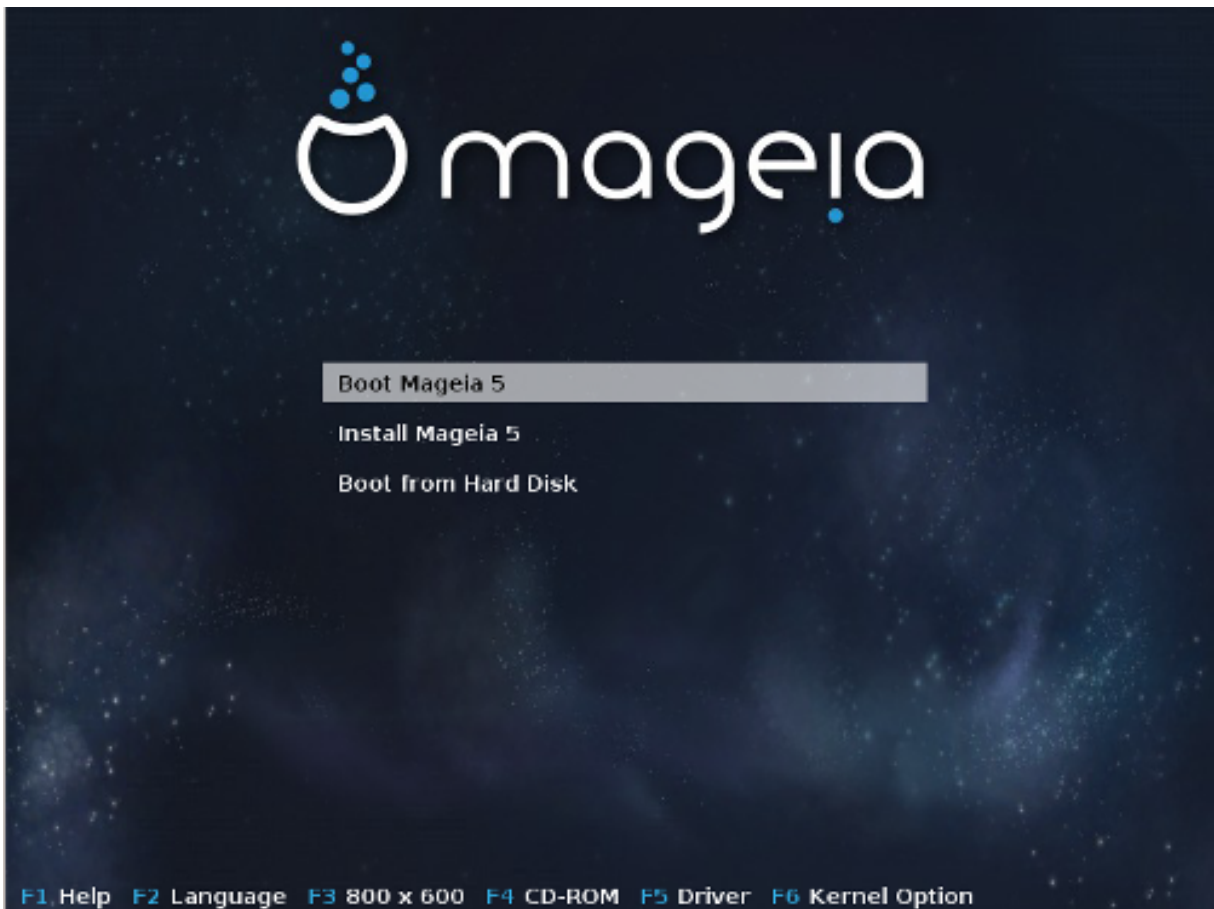 mageia
Boot Mageia 5
Install Mageia 5
Boot from Hard Disk
F1 Help F2 Language F3 800 x 600 F4 CD-ROM F5 Driver F6 Kernel Option